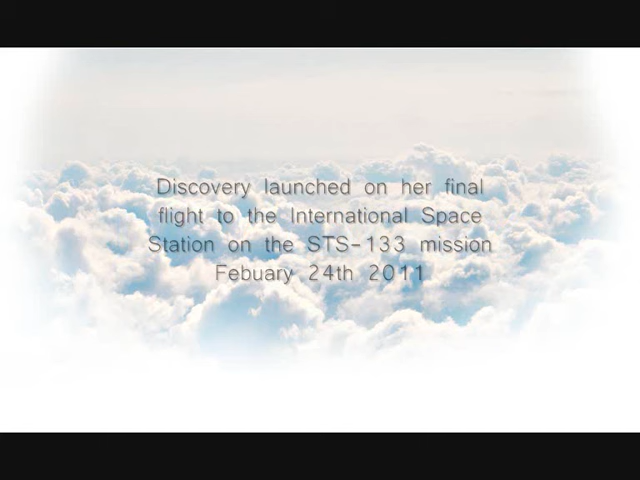 Discovery launched on her final
flight to the International Space
Station on the STS-133 mission
Febuary 24th 2011